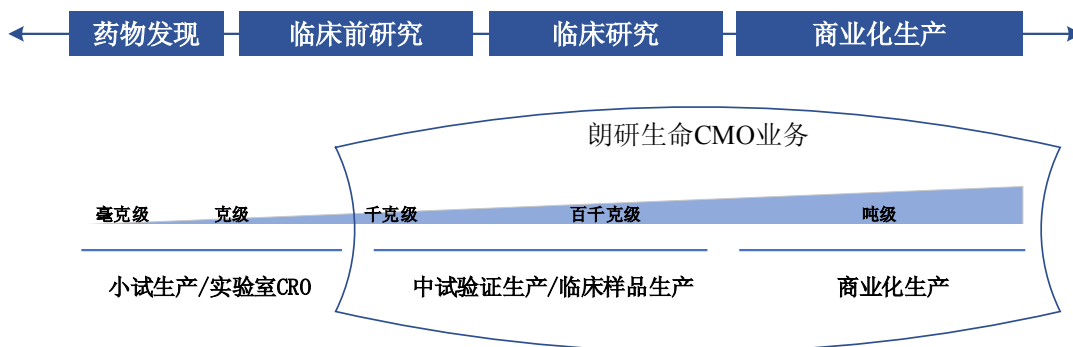 药物发现 临床前研究 临床研究 商业化生产
朗研生命CMO业务
毫克级 克级 千克级 百千克级 吨级
小试生产/实验室CRO 中试验证生产/临床样品生产 商业化生产